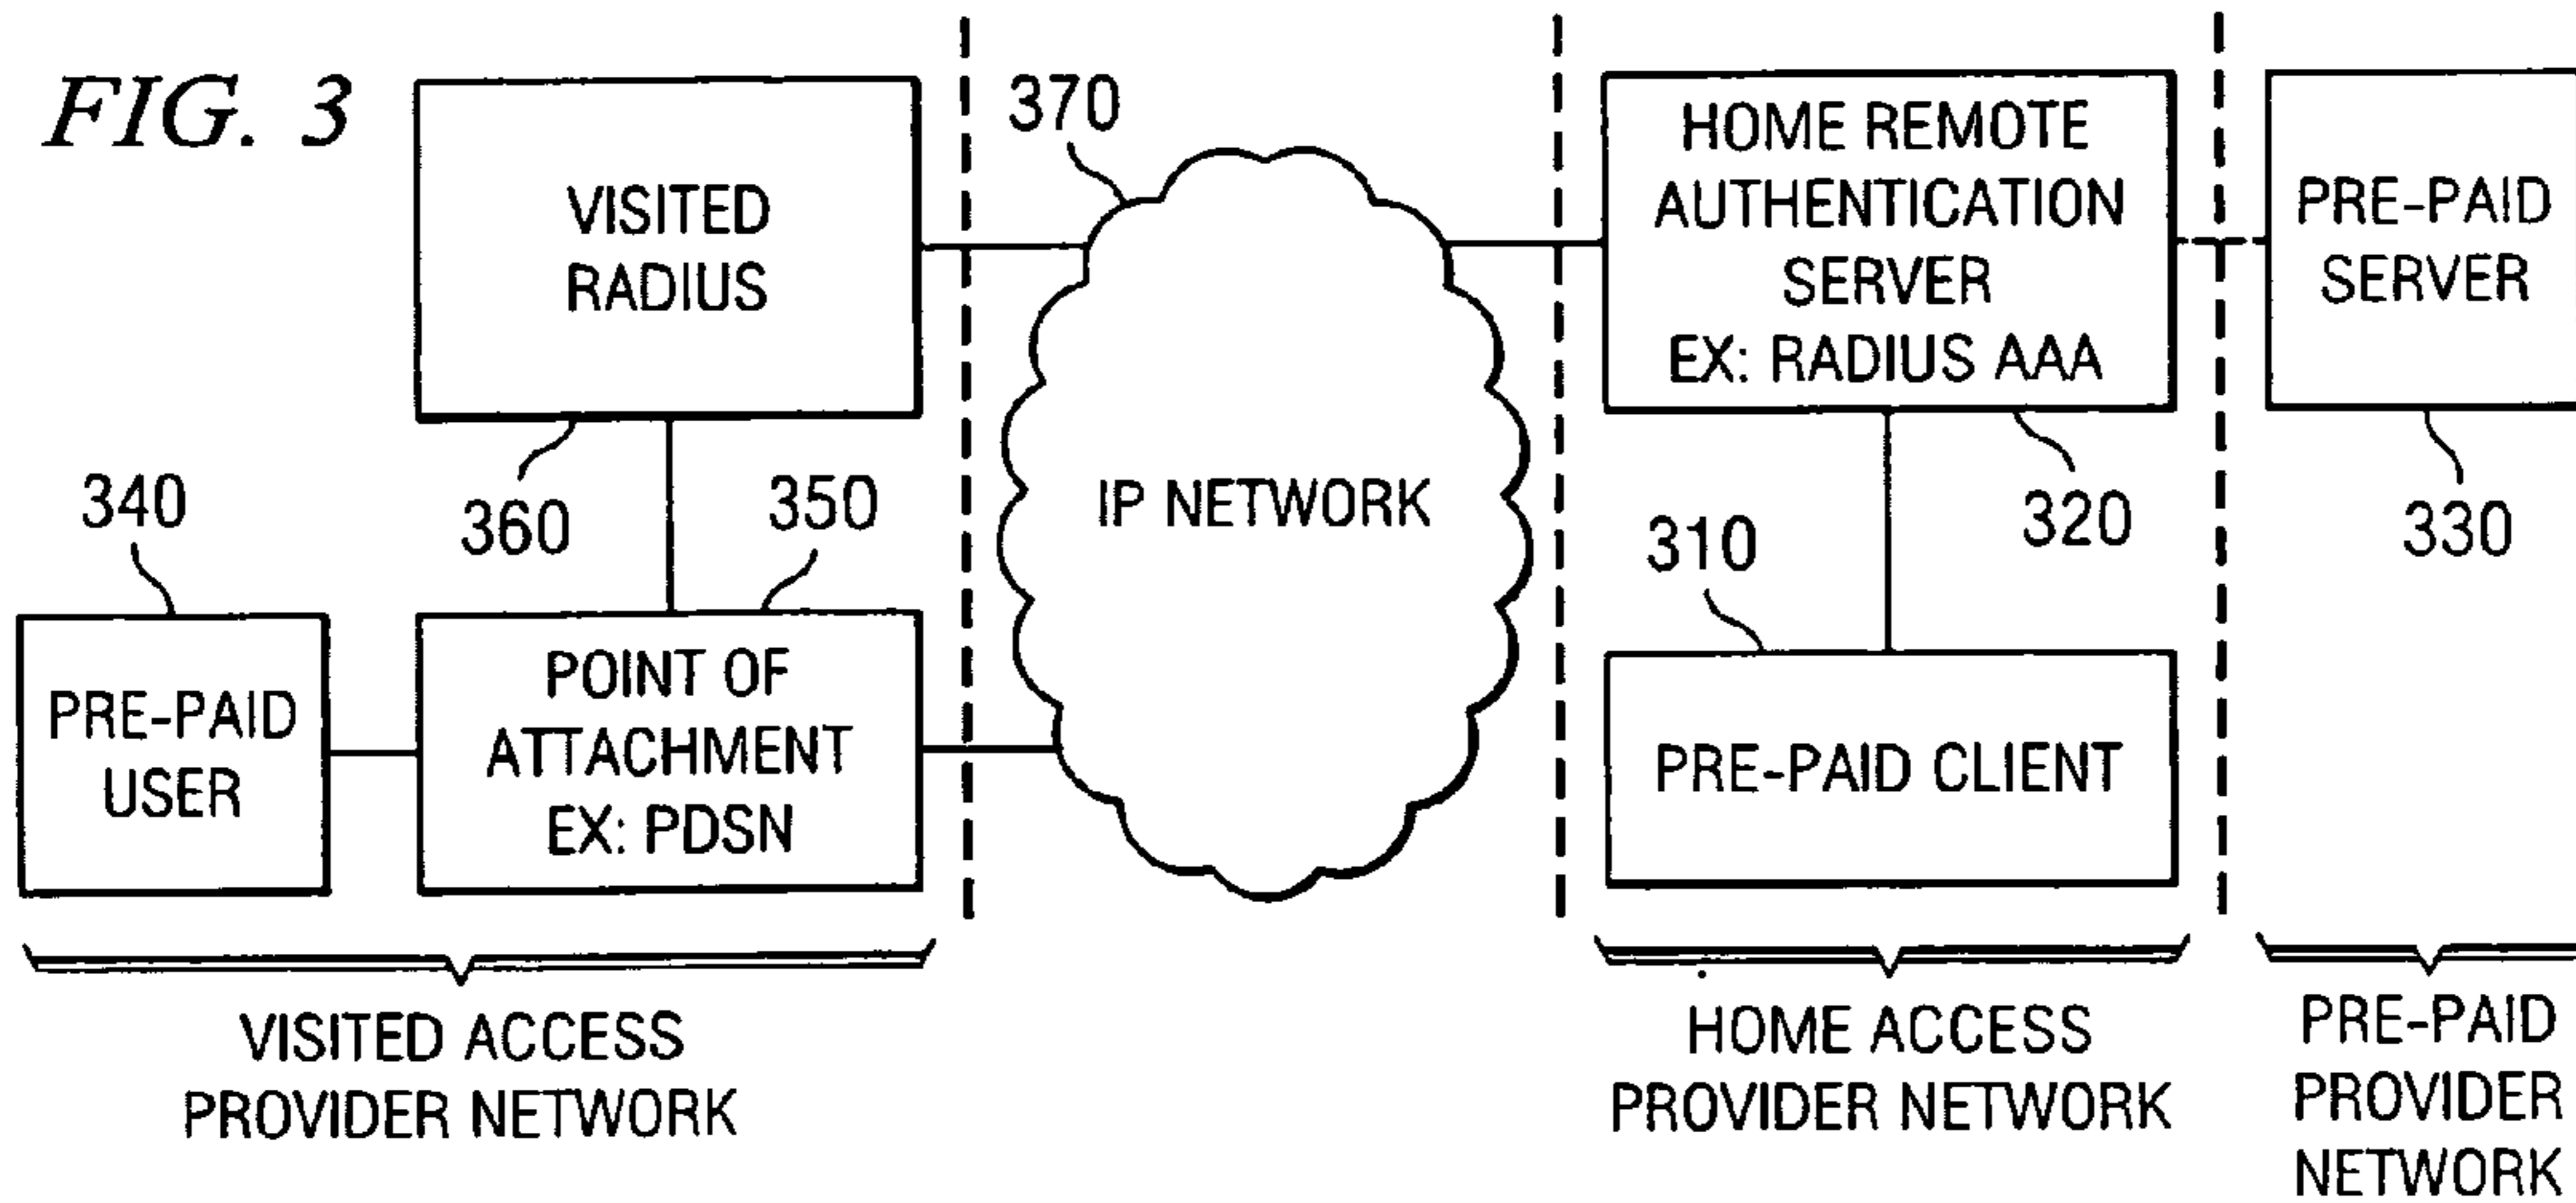 FIG. 3
VISITED
RADIUS
360
340
PRE-PAID
USER
350
POINT OF
ATTACHMENT
EX: PDSN
VISITED ACCESS
PROVIDER NETWORK
370
IP NETWORK
HOME REMOTE
AUTHENTICATION
SERVER
EX: RADIUS AAA
320
310
PRE-PAID CLIENT
HOME ACCESS
PROVIDER NETWORK
PRE-PAID
SERVER
330
PRE-PAID
PROVIDER
NETWORK